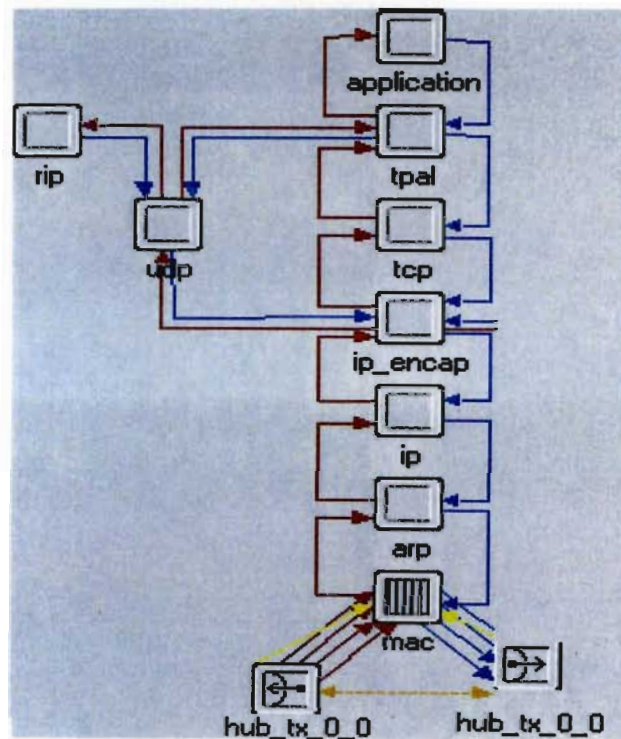 application
rip
tpal
udp
tcp
ip_encap
ip
arp
mac
hub_tx_0_0
hub_tx_0_0